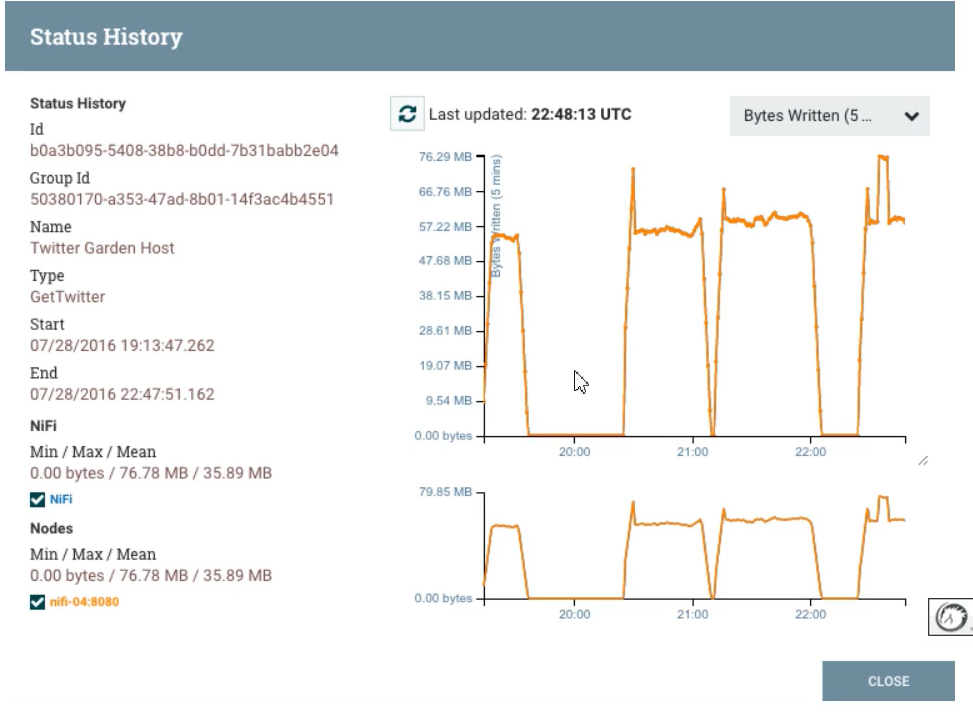 Status History
Status History
Id
b0a3b095-5408-38b8-b0dd-7b31babb2e04
Group Id
50380170-a353-47ad-8b01-14f3ac4b4551
Name
Twitter Garden Host
Type
GetTwitter
Start
07/28/2016 19:13:47.262
End
07/28/2016 22:47:51.162
NiFi
Min / Max / Mean
0.00 bytes / 76.78 MB / 35.89 MB
NiFi
Nodes
Min / Max / Mean
0.00 bytes / 76.78 MB / 35.89 MB
nifi-04:8080
Last updated: 22:48:13 UTC
Bytes Written (5 ...
Bytes Written (5 mins)
76.29 MB
66.76 MB
57.22 MB
47.68 MB
38.15 MB
28.61 MB
19.07 MB
9.54 MB
0.00 bytes
20:00 21:00 22:00
79.85 MB
0.00 bytes
20:00 21:00 22:00
CLOSE